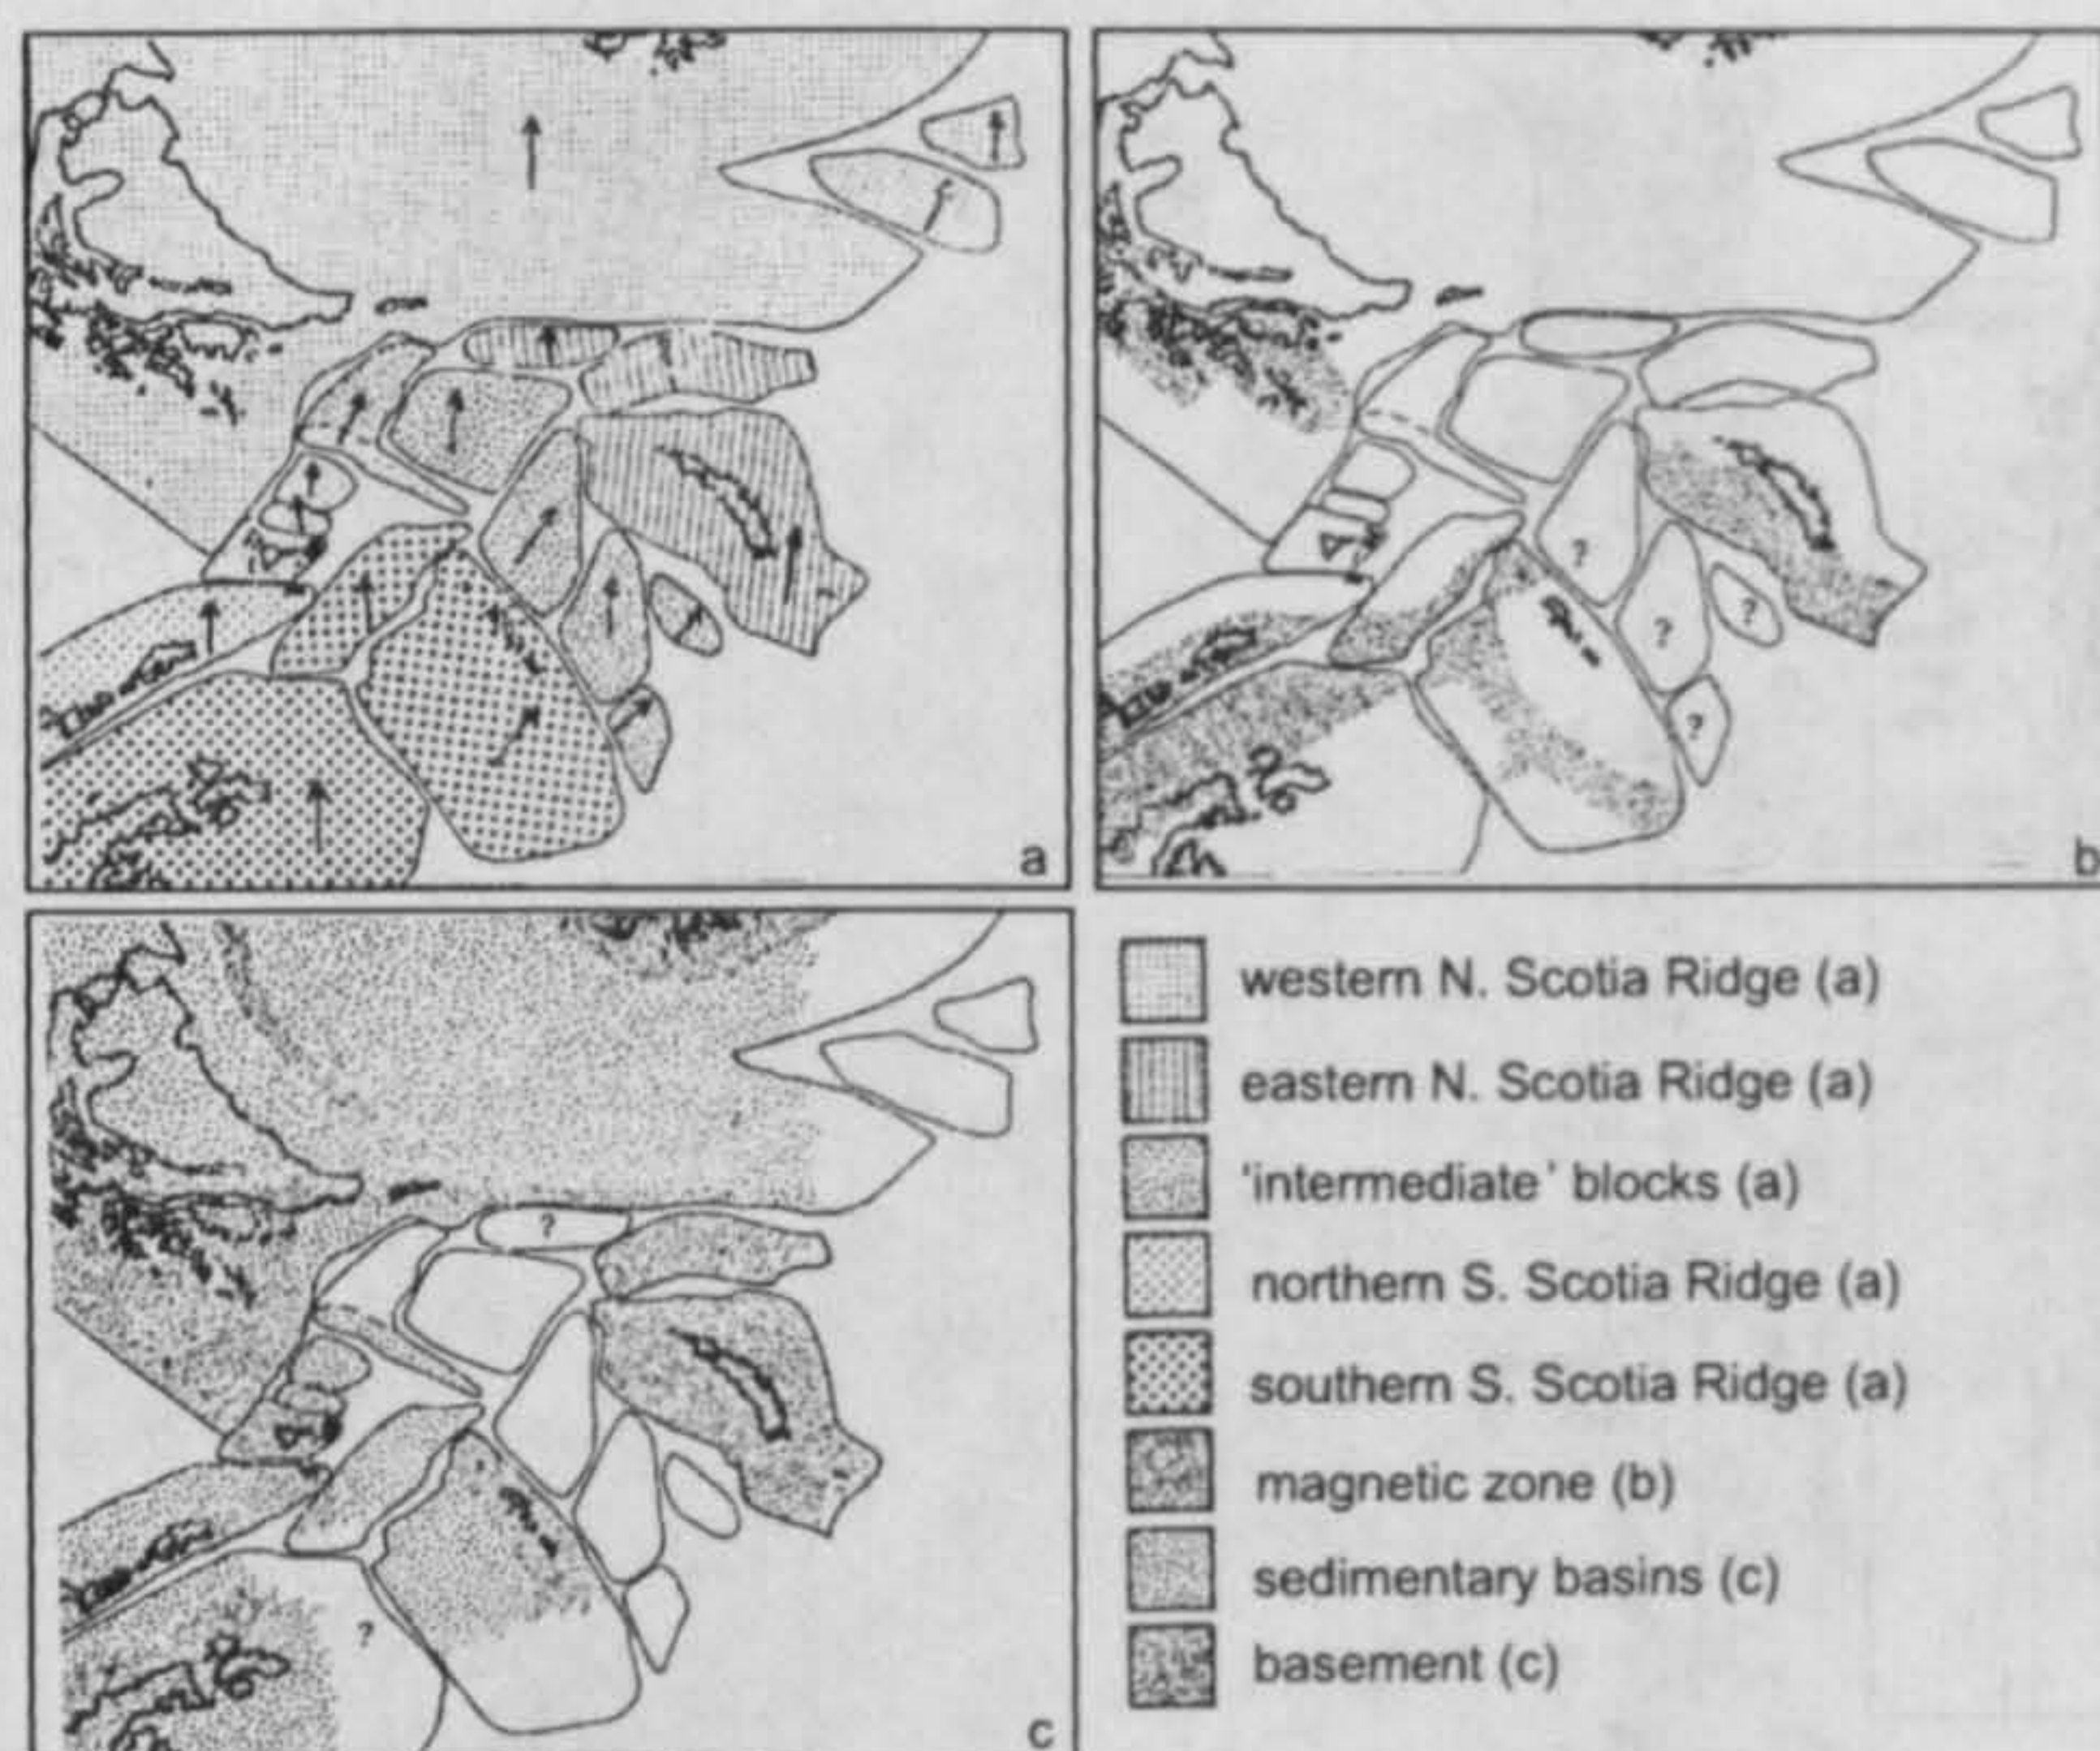 a
b
?
?
?
?
?
?
c
western N. Scotia Ridge (a)
eastern N. Scotia Ridge (a)
'intermediate' blocks (a)
northern S. Scotia Ridge (a)
southern S. Scotia Ridge (a)
magnetic zone (b)
sedimentary basins (c)
basement (c)